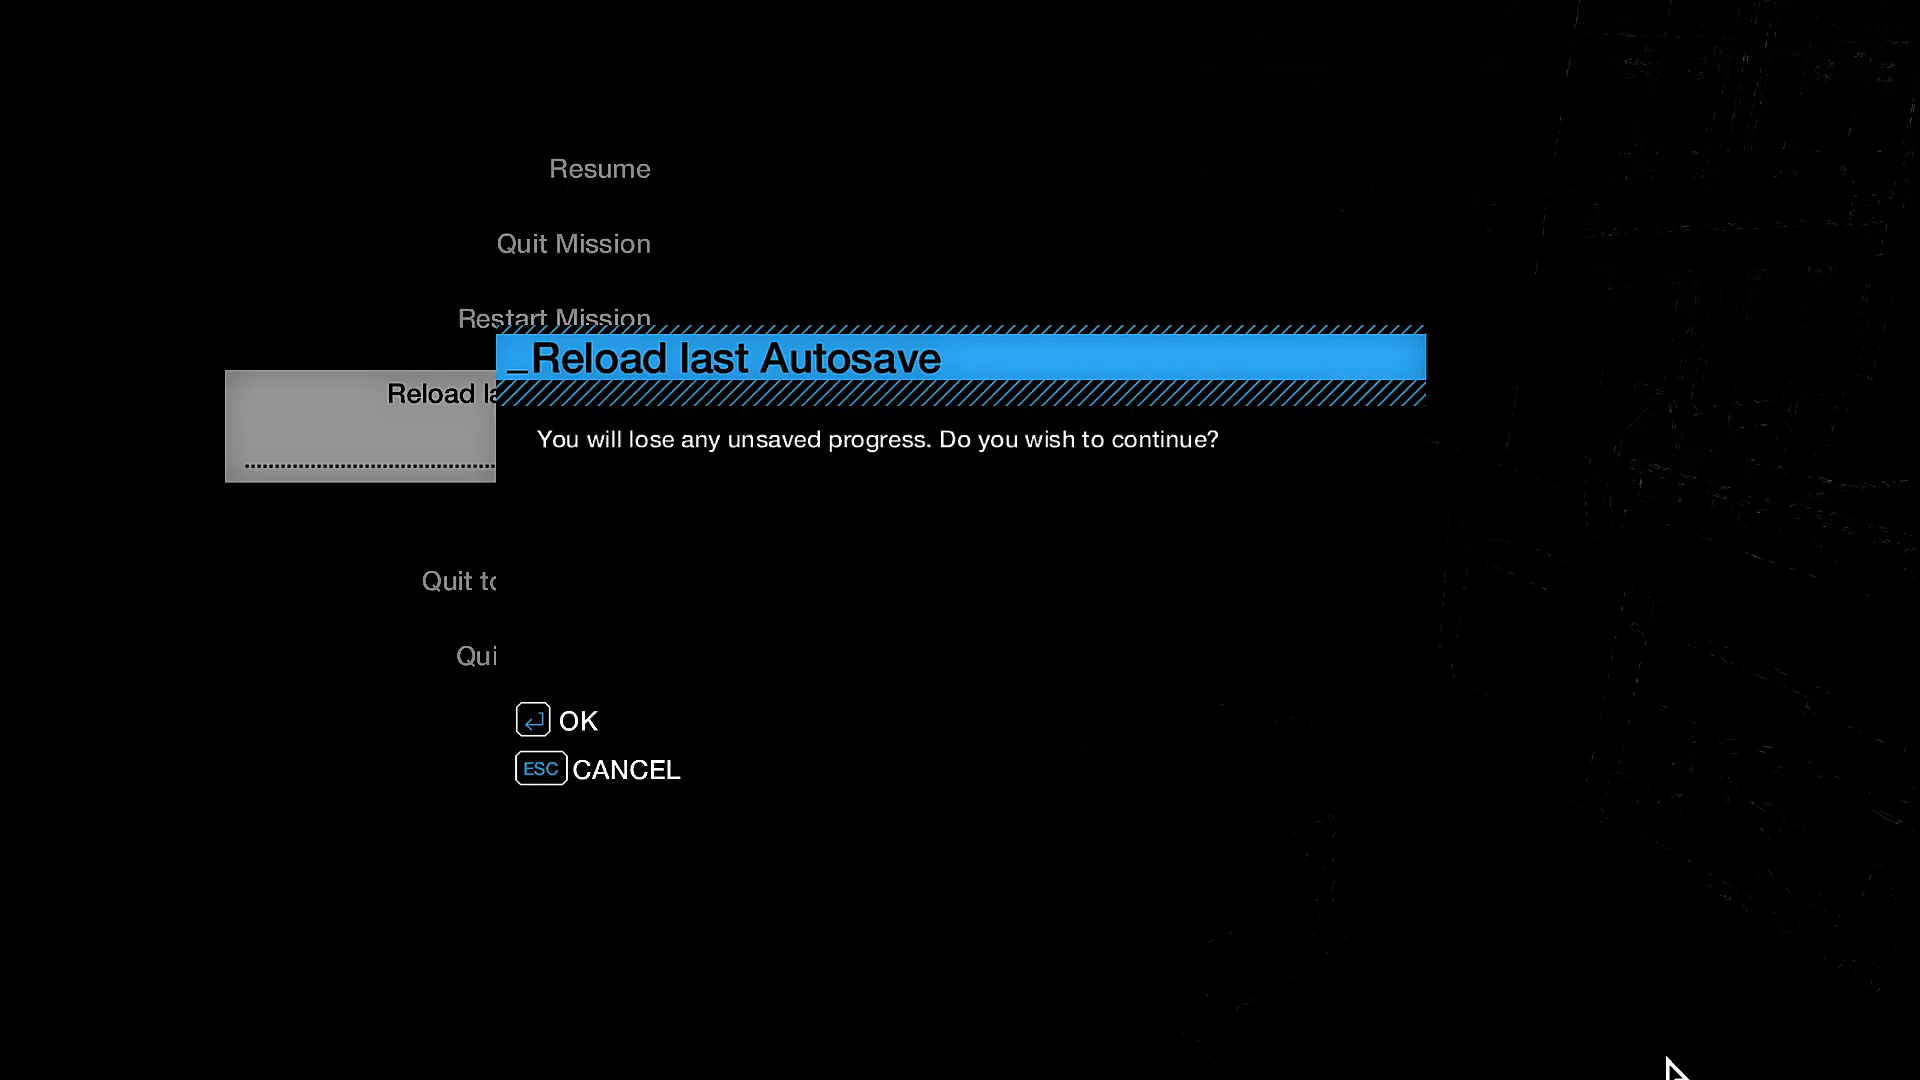 Resume
Quit Mission
Restart Mission
_Reload last Autosave
Reload la
You will lose any unsaved progress. Do you wish to continue?
Quit to
Qui
OK
ESC CANCEL